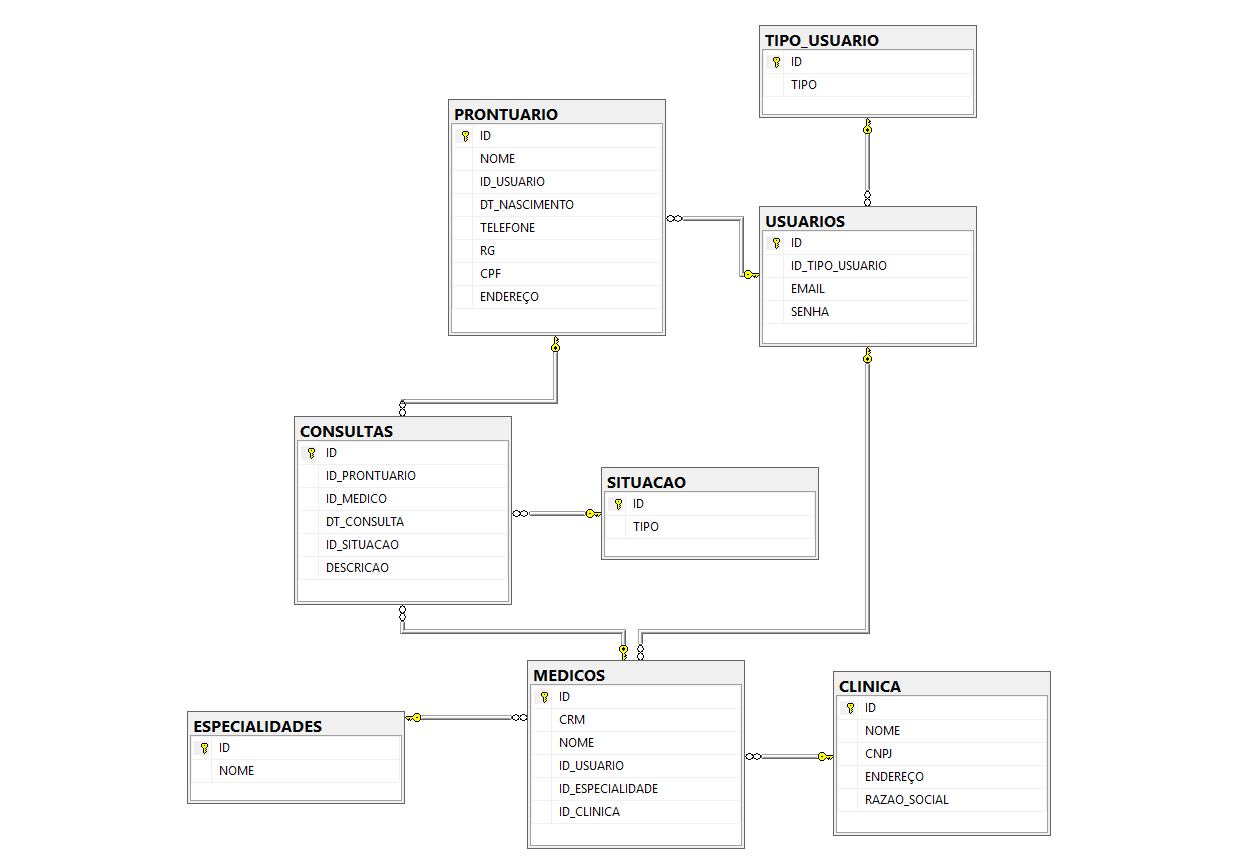 TIPO_USUARIO
ID
TIPO
PRONTUARIO
ID
NOME
ID_USUARIO
DT_NASCIMENTO
TELEFONE
RG
CPF
ENDEREÇO
USUARIOS
ID
ID_TIPO_USUARIO
EMAIL
SENHA
CONSULTAS
ID
ID_PRONTUARIO
ID_MEDICO
DT_CONSULTA
ID_SITUACAO
DESCRICAO
SITUACAO
ID
TIPO
MEDICOS
ID
CRM
NOME
ID_USUARIO
ID_ESPECIALIDADE
ID_CLINICA
CLINICA
ID
NOME
CNPJ
ENDEREÇO
RAZAO_SOCIAL
ESPECIALIDADES
ID
NOME